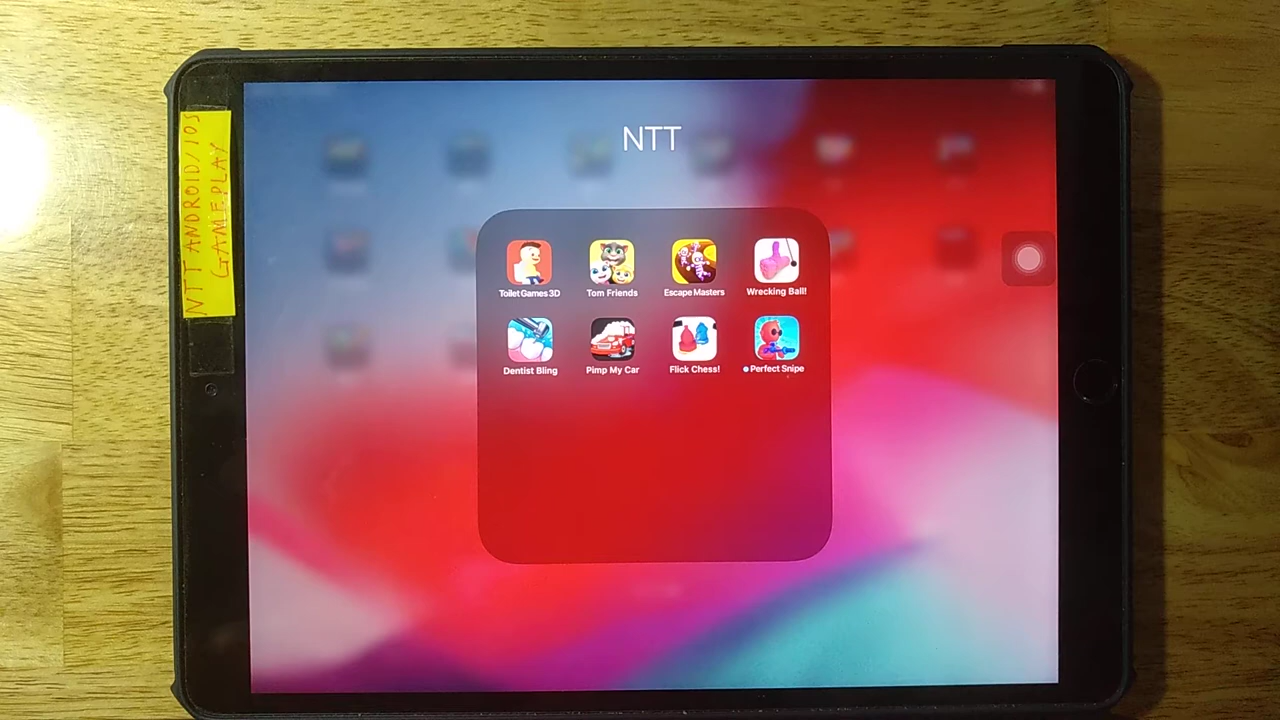 NTT ANDROID/IOS
GAMEPLAY
NTT
Toilet Games 3D
Tom Friends
Escape Masters
Wrecking Ball!
Dentist Bling
Pimp My Car
Flick Chess!
Perfect Snipe